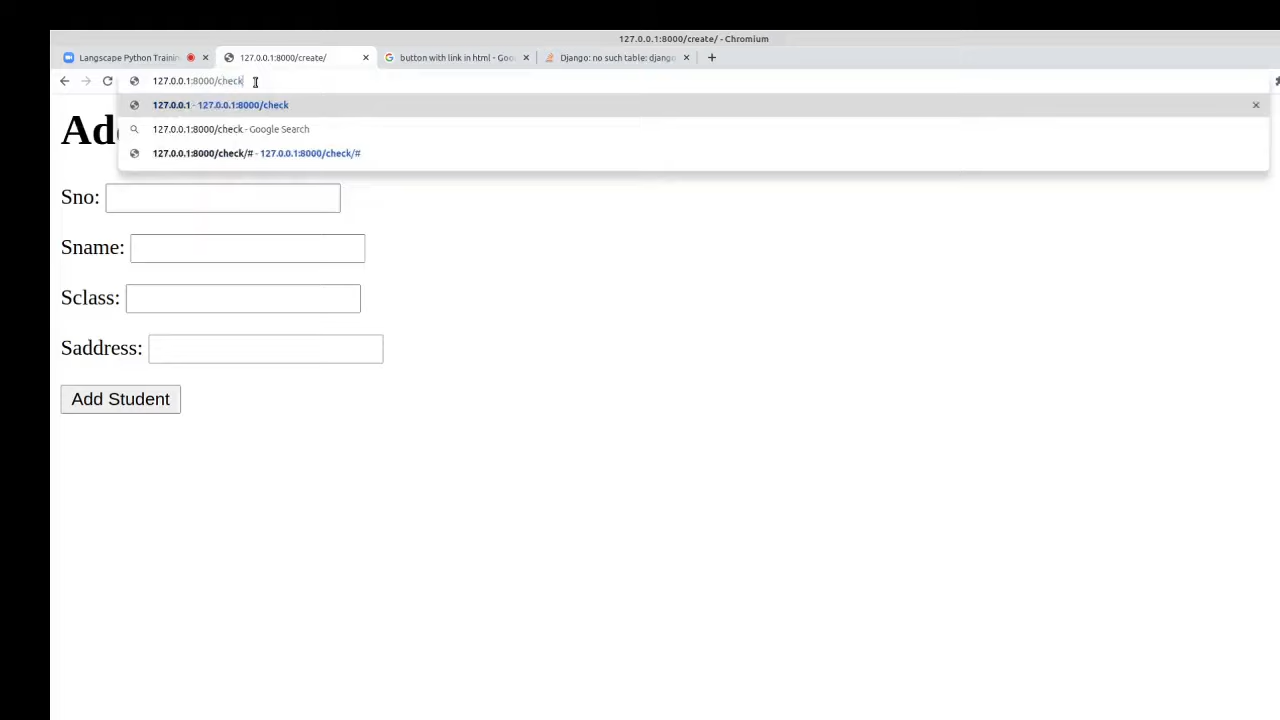 127.0.0.1:8000/create/ - Chromium
Langscape Python Trainin
127.0.0.1:8000/create/
button with link in html - Goo
Django: no such table: django
127.0.0.1:8000/check
127.0.0.1 - 127.0.0.1:8000/check
127.0.0.1:8000/check - Google Search
127.0.0.1:8000/check/# - 127.0.0.1:8000/check/#
Sno:
Sname:
Sclass:
Saddress:
Add Student